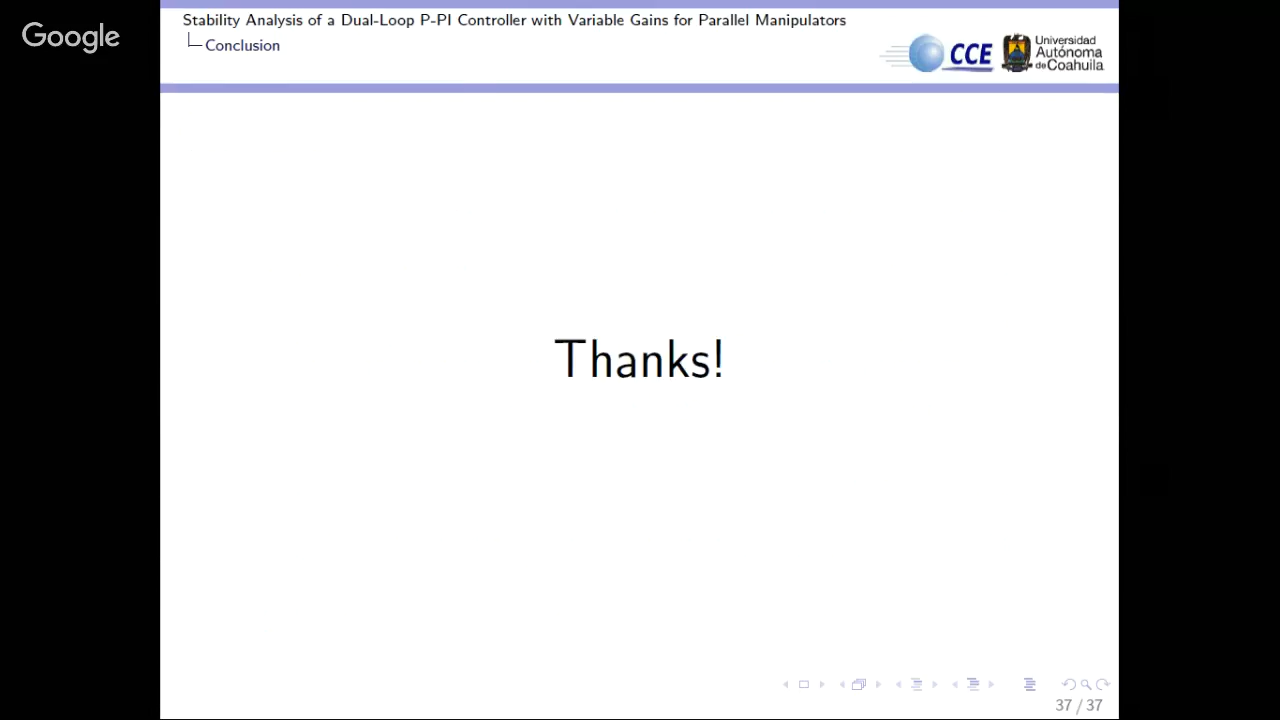 Google
Stability Analysis of a Dual-Loop P-PI Controller with Variable Gains for Parallel Manipulators
Conclusion
CCE
Universidad
Autónoma
de Coahuila
Thanks!
37 / 37